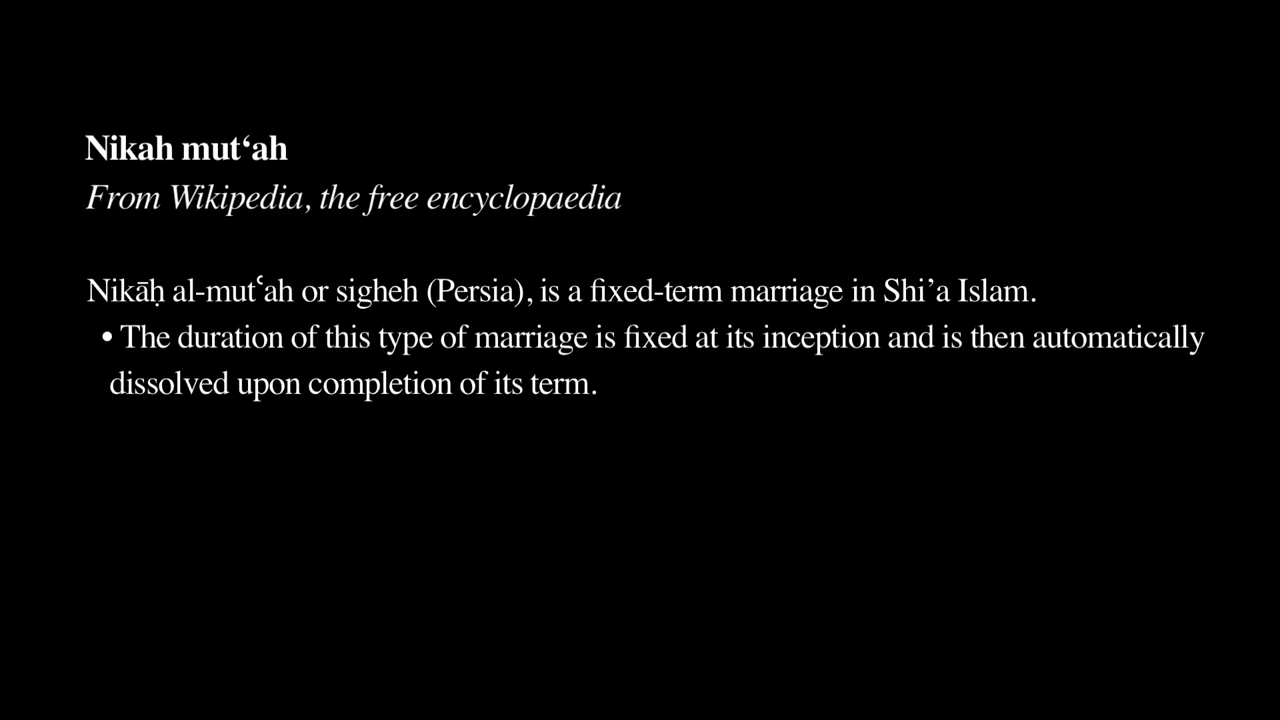 Nikah mut‘ah
From Wikipedia, the free encyclopaedia
Nikāḥ al-mutʿah or sigheh (Persia), is a fixed-term marriage in Shi’a Islam.
• The duration of this type of marriage is fixed at its inception and is then automatically
dissolved upon completion of its term.